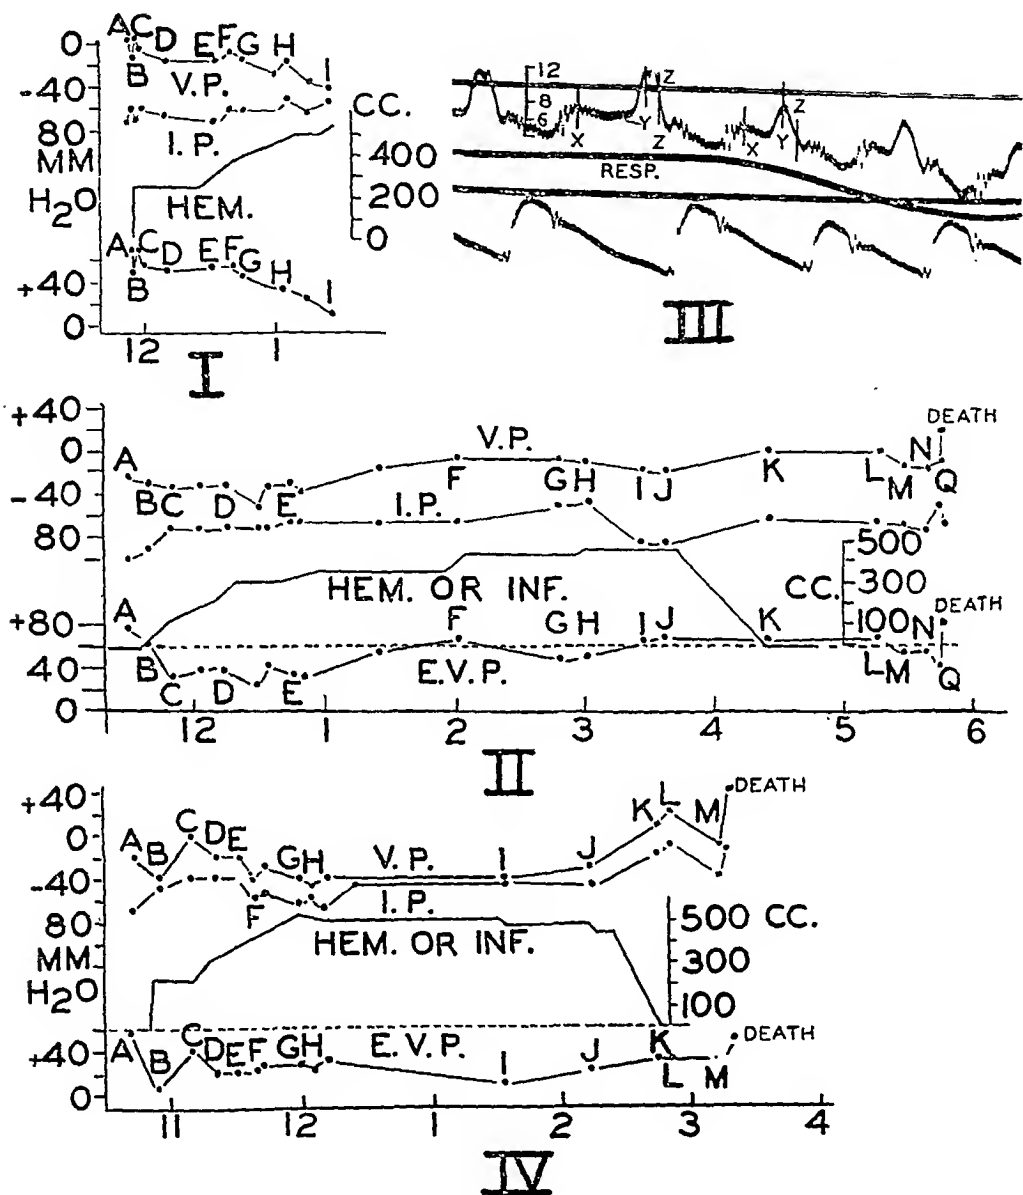 A C D E F G H I
0
B
V.P.
-40
I.P.
80
MM
H2O
HEM.
CC.
400
200
0
A C D E F G H I
B
+40
0
12 1
I
12
8
6
X Y Z
Z
X Y Z
RESP.
III
+40
0
-40
80
A B C D E F G H I J K L M N Q
V.P.
DEATH
I.P.
HEM. OR INF.
CC.
500
300
100
+80
40
0
A B C D E F G H I J K L M N Q
E.V.P.
DEATH
12 1 2 3 4 5 6
II
+40
0
-40
80
MM.
H2O
A B C D E F G H I J K L M
DEATH
V.P.
I.P.
HEM. OR INF.
500 CC.
300
100
+40
0
A B C D E F G H I J K L M
E.V.P.
DEATH
11 12 1 2 3 4
IV